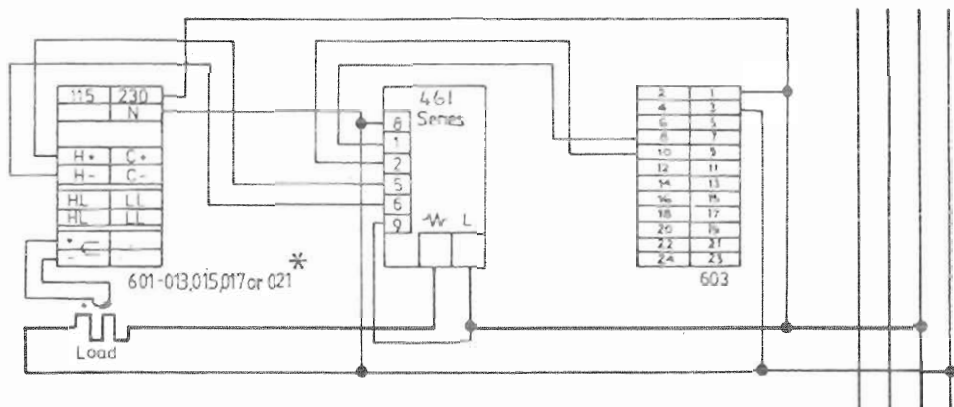 115 230
N
H+ C+
H- C-
HL LL
HL LL
+ -
-
601-013,015,017 or 021 *
+
Load
461
Series
8
1
2
5
6
9
L
2 1
4 3
6 5
8 7
10 9
12 11
14 13
16 15
18 17
20 19
22 21
24 23
603